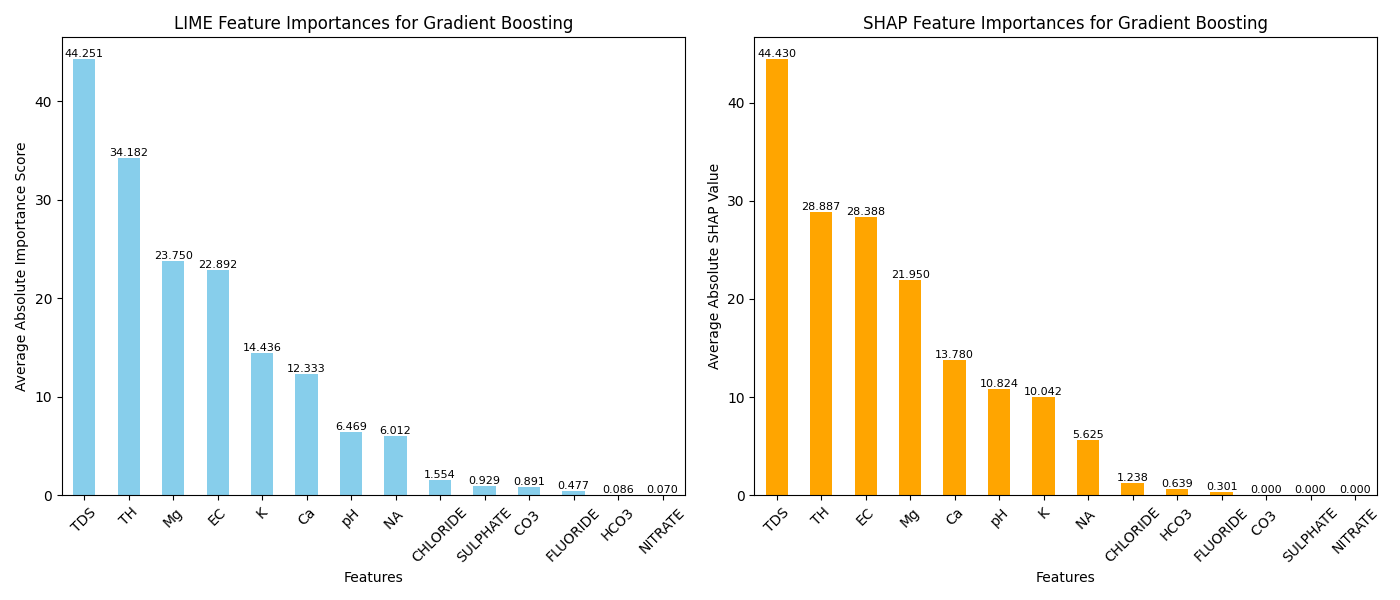 LIME Feature Importances for Gradient Boosting
Average Absolute Importance Score
40
30
20
10
0
44.251
34.182
23.750
22.892
14.436
12.333
6.469
6.012
1.554
0.929
0.891
0.477
0.086
0.070
TDS
TH
Mg
EC
K
Ca
pH
NA
CHLORIDE
SULPHATE
CO3
FLUORIDE
HCO3
NITRATE
Features
SHAP Feature Importances for Gradient Boosting
Average Absolute SHAP Value
40
30
20
10
0
44.430
28.887
28.388
21.950
13.780
10.824
10.042
5.625
1.238
0.639
0.301
0.000
0.000
0.000
TDS
TH
EC
Mg
Ca
pH
K
NA
CHLORIDE
HCO3
FLUORIDE
CO3
SULPHATE
NITRATE
Features